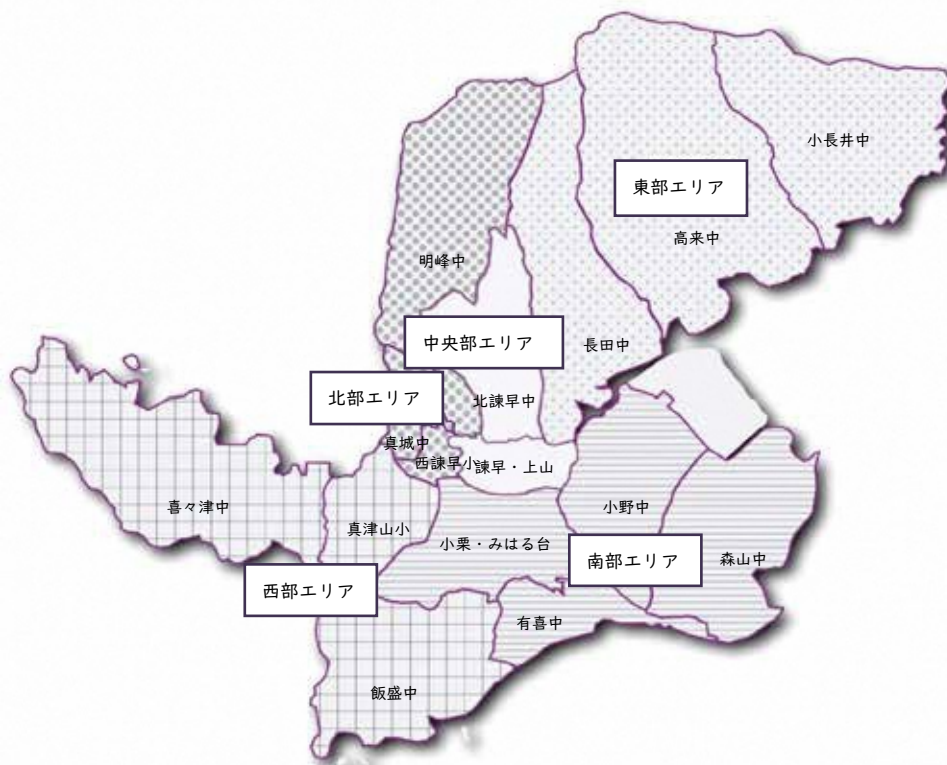 小長井中
東部エリア
高来中
明峰中
中央部エリア
長田中
北部エリア
北諫早中
真城中
西諫早小
諫早・上山
喜々津中
真津山小
小栗・みはる台
小野中
南部エリア
森山中
西部エリア
有喜中
飯盛中